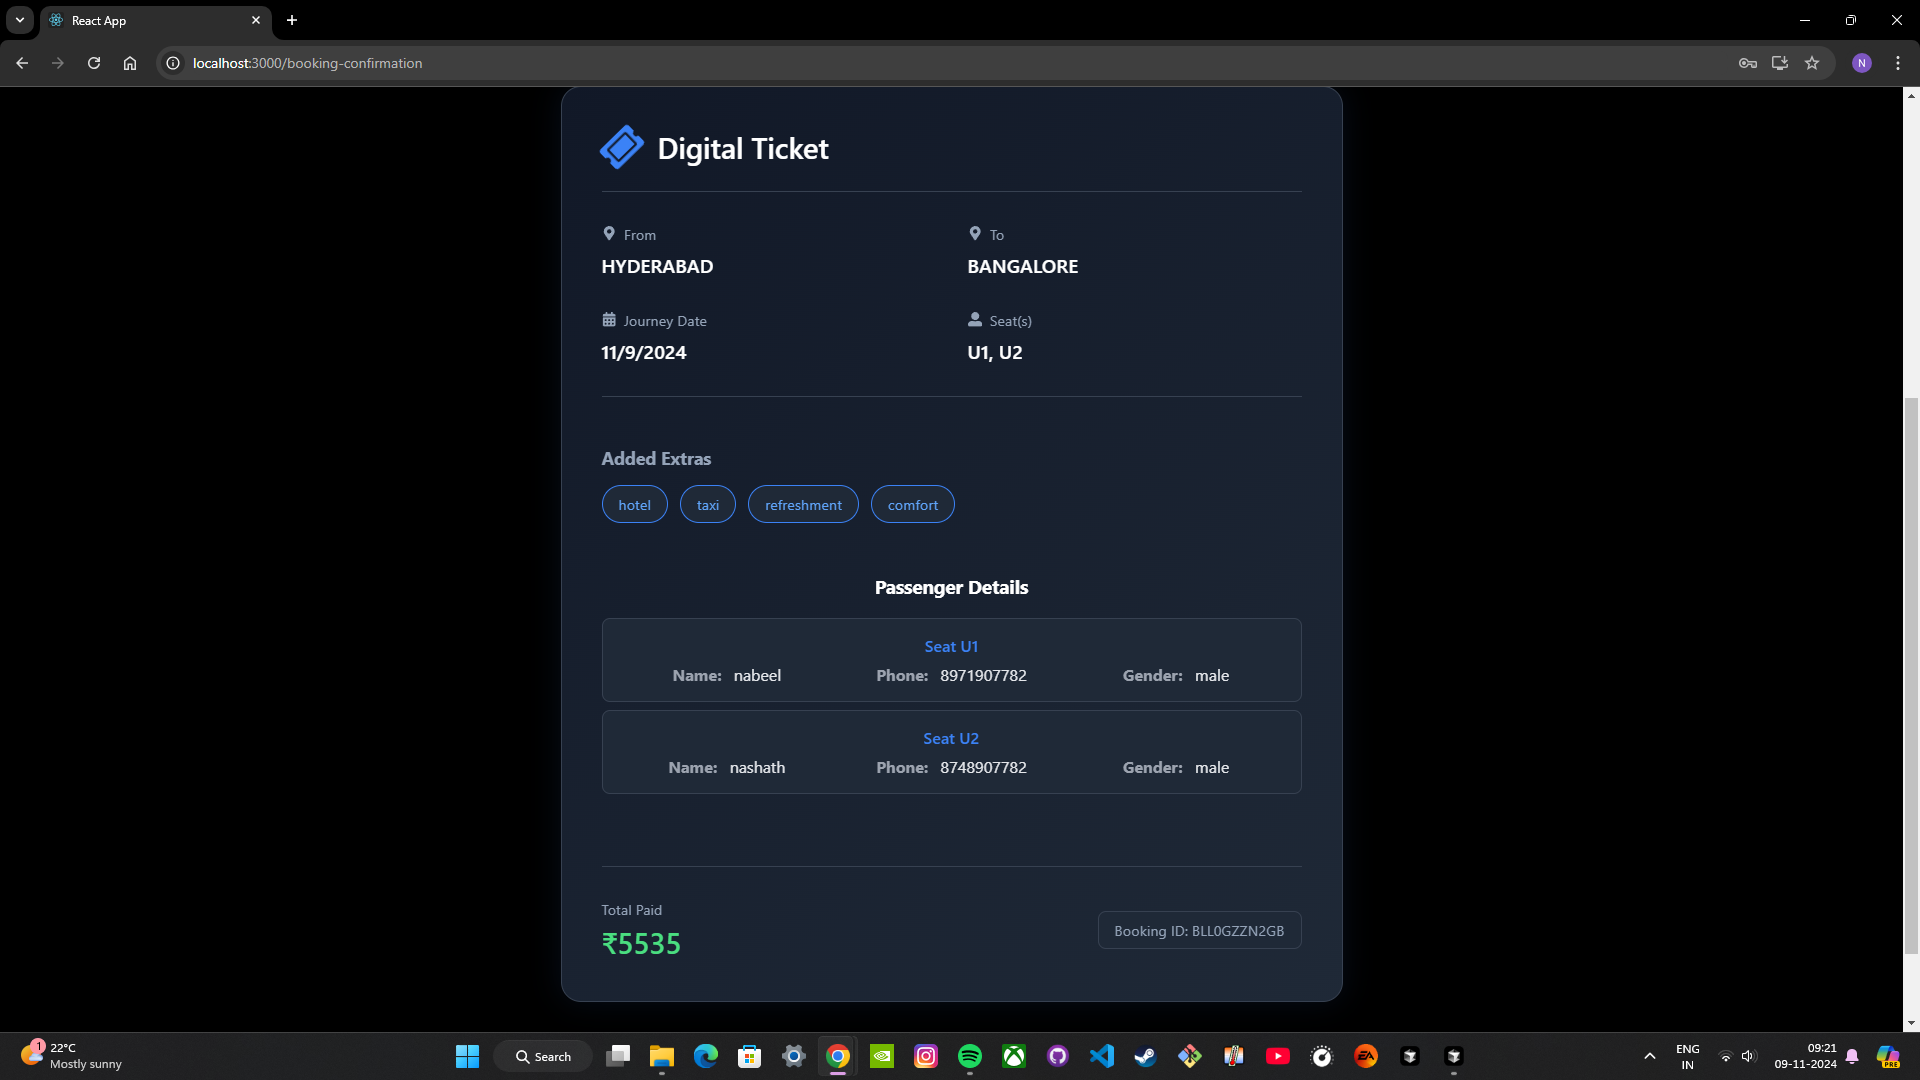 React App
localhost:3000/booking-confirmation
N
Digital Ticket
From
HYDERABAD
To
BANGALORE
Journey Date
11/9/2024
Seat(s)
U1, U2
Added Extras
hotel
taxi
refreshment
comfort
Passenger Details
Seat U1
Name: nabeel Phone: 8971907782 Gender: male
Seat U2
Name: nashath Phone: 8748907782 Gender: male
Total Paid
₹5535
Booking ID: BLL0GZZN2GB
1
22°C
Mostly sunny
Search
EA
ENG
IN
09:21
09-11-2024
PRE